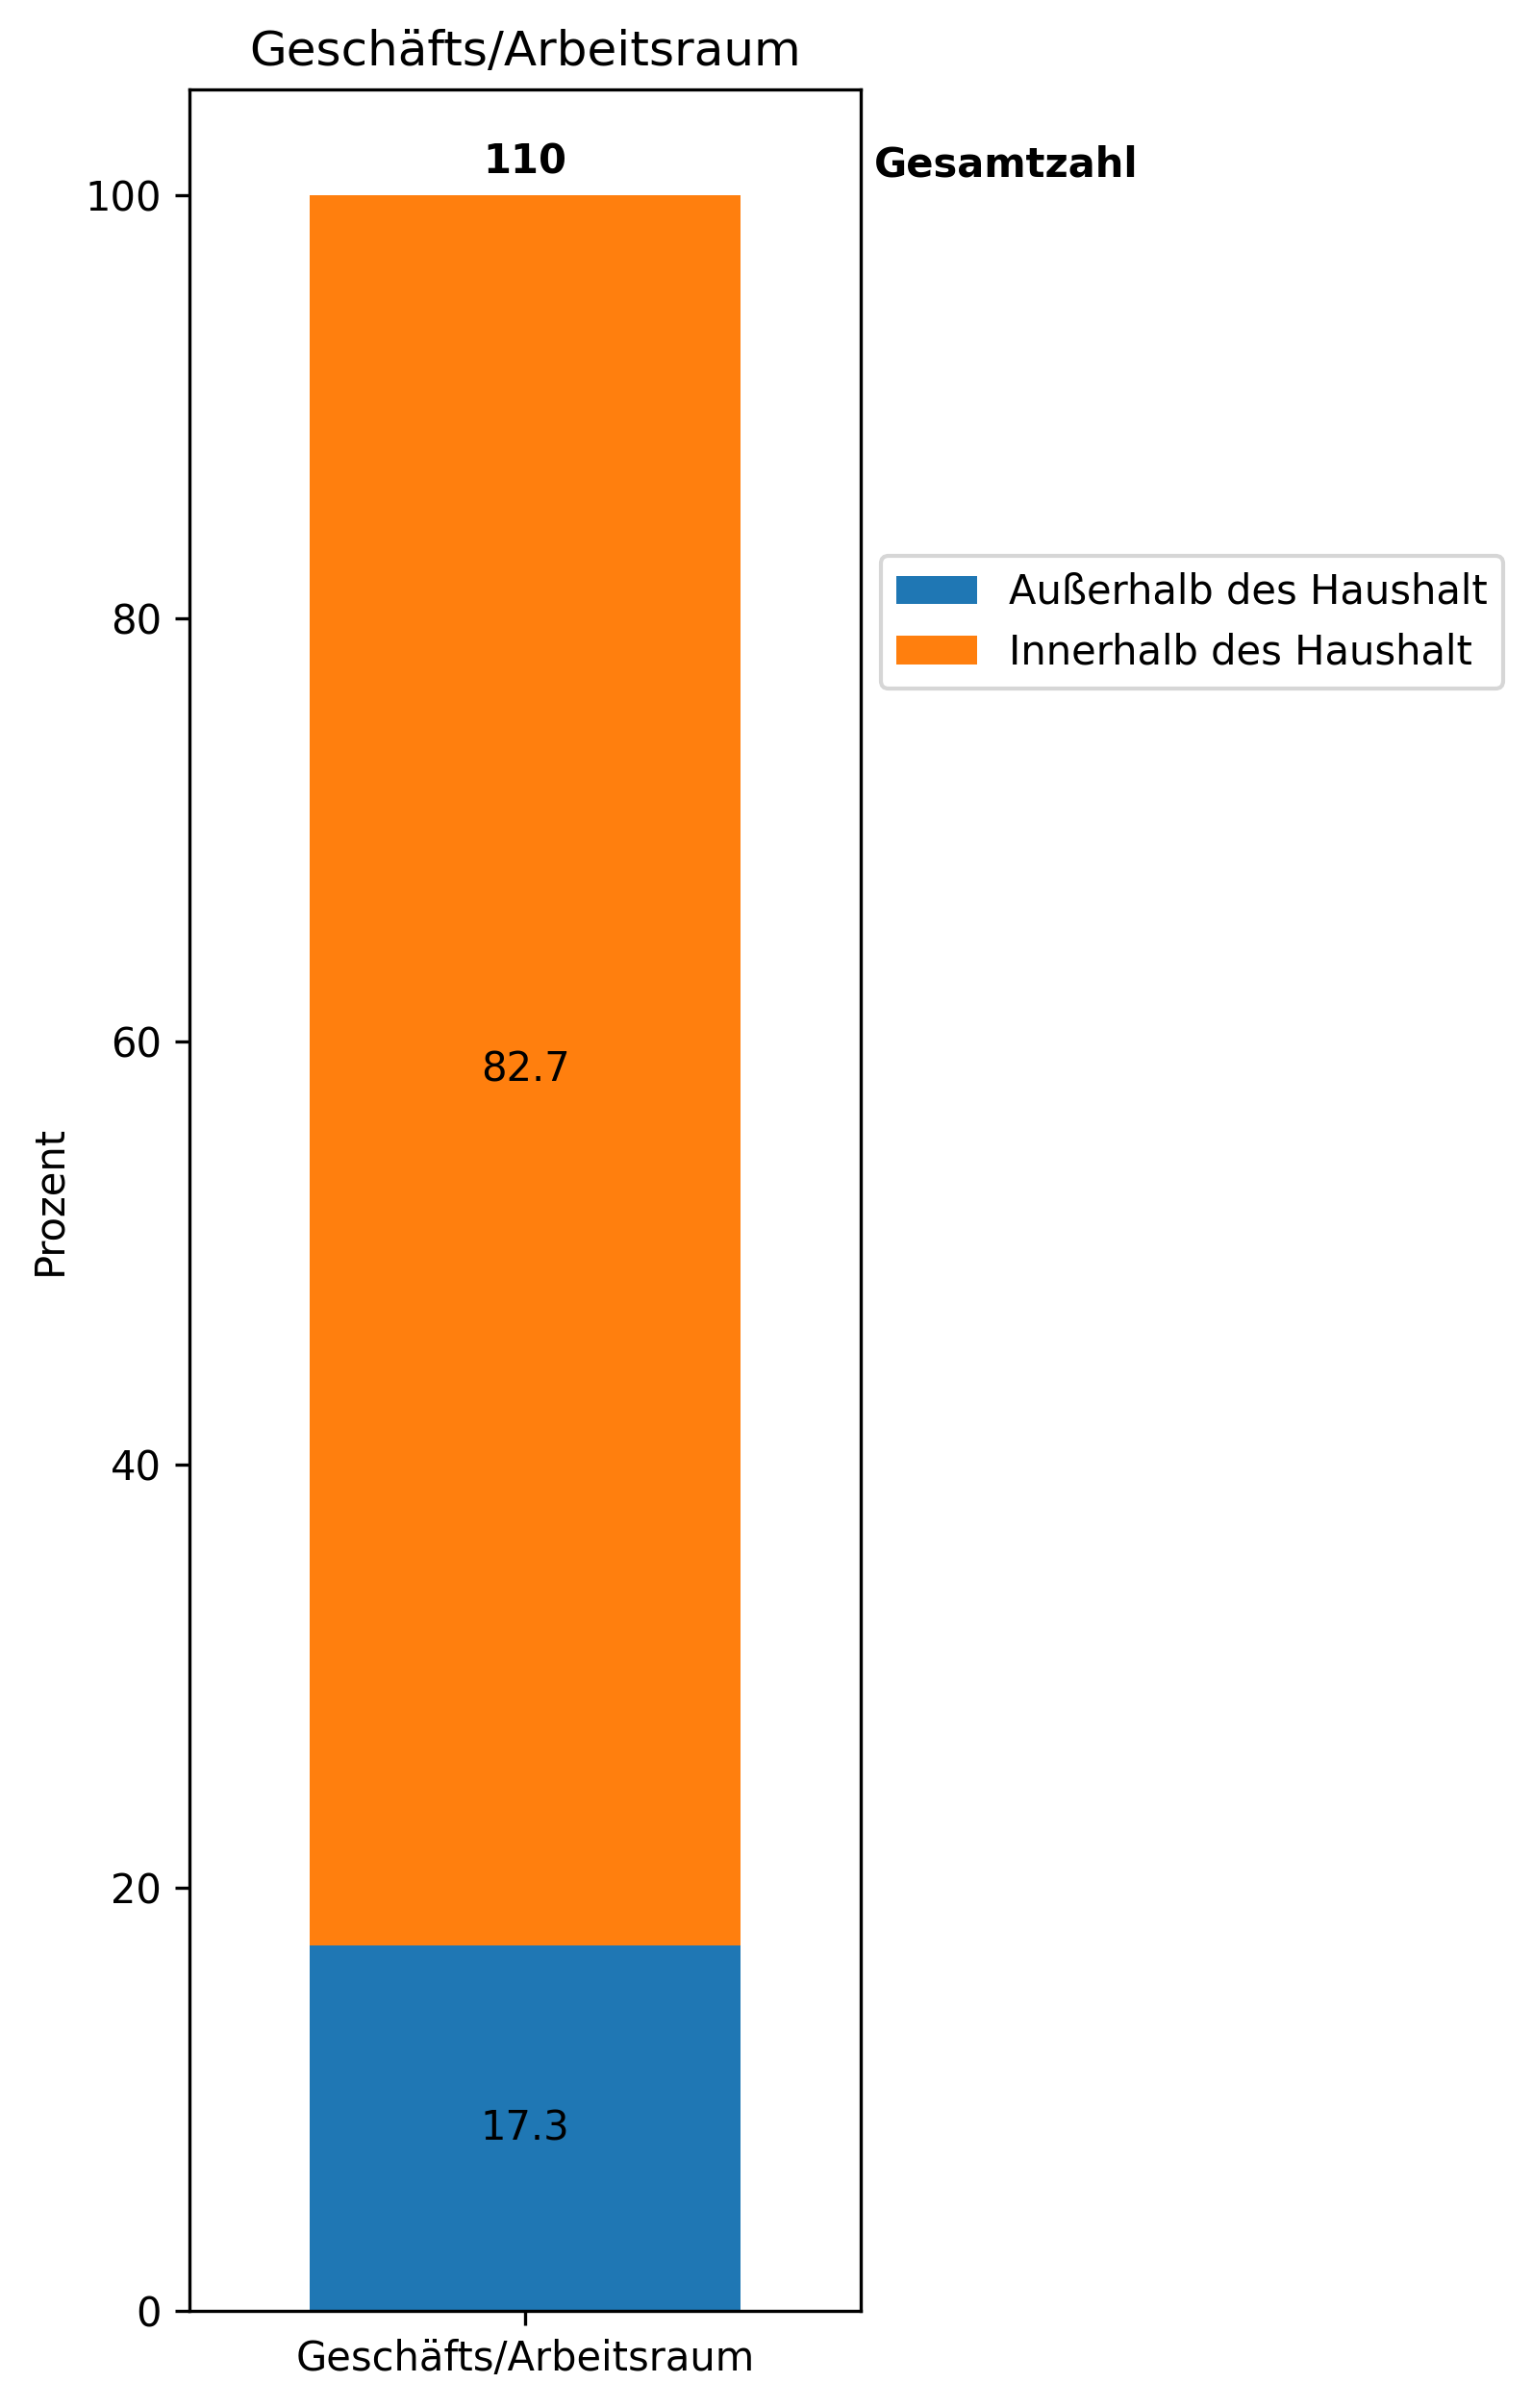 Geschäfts/Arbeitsraum
110
Gesamtzahl
100
80
60
40
20
0
Prozent
82.7
17.3
Geschäfts/Arbeitsraum
Außerhalb des Haushalt
Innerhalb des Haushalt